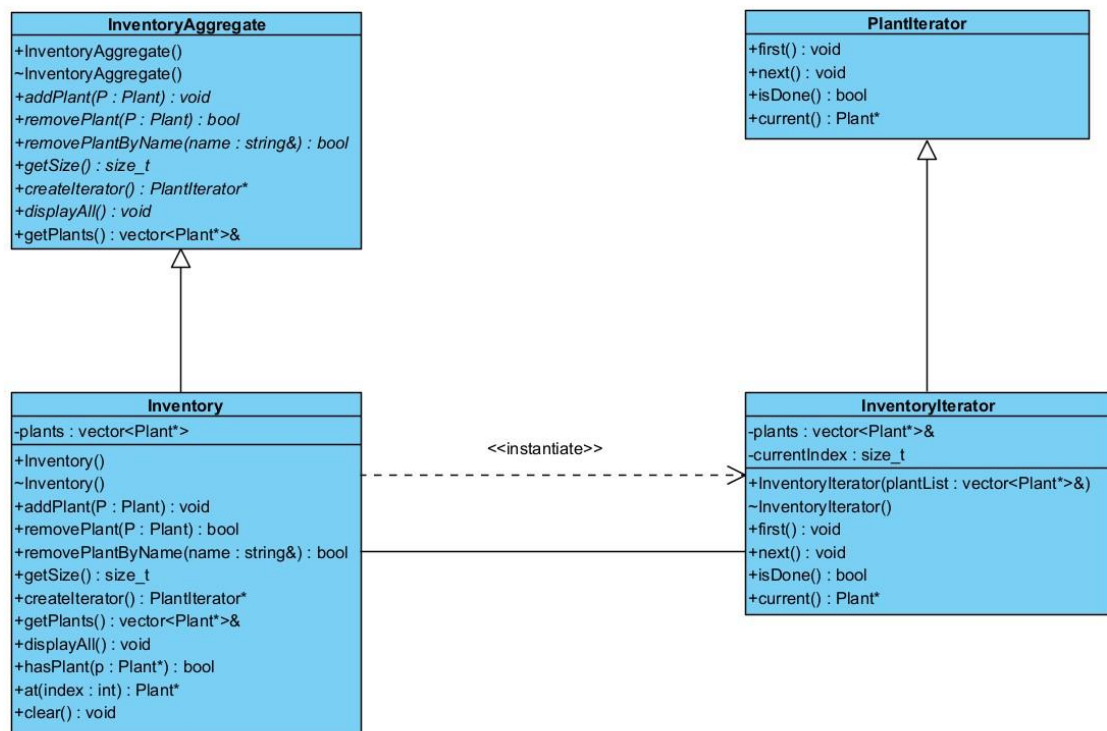 InventoryAggregate
+InventoryAggregate()
~InventoryAggregate()
+addPlant(P : Plant) : void
+removePlant(P : Plant) : bool
+removePlantByName(name : string&) : bool
+getSize() : size_t
+createIterator() : PlantIterator*
+displayAll() : void
+getPlants() : vector<Plant*>&
PlantIterator
+first() : void
+next() : void
+isDone() : bool
+current() : Plant*
Inventory
-plants : vector<Plant*>
+Inventory()
~Inventory()
+addPlant(P : Plant) : void
+removePlant(P : Plant) : bool
+removePlantByName(name : string&) : bool
+getSize() : size_t
+createIterator() : PlantIterator*
+getPlants() : vector<Plant*>&
+displayAll() : void
+hasPlant(p : Plant*) : bool
+at(index : int) : Plant*
+clear() : void
<<instantiate>>
InventoryIterator
-plants : vector<Plant*>&
-currentIndex : size_t
+InventoryIterator(plantList : vector<Plant*>&)
~InventoryIterator()
+first() : void
+next() : void
+isDone() : bool
+current() : Plant*